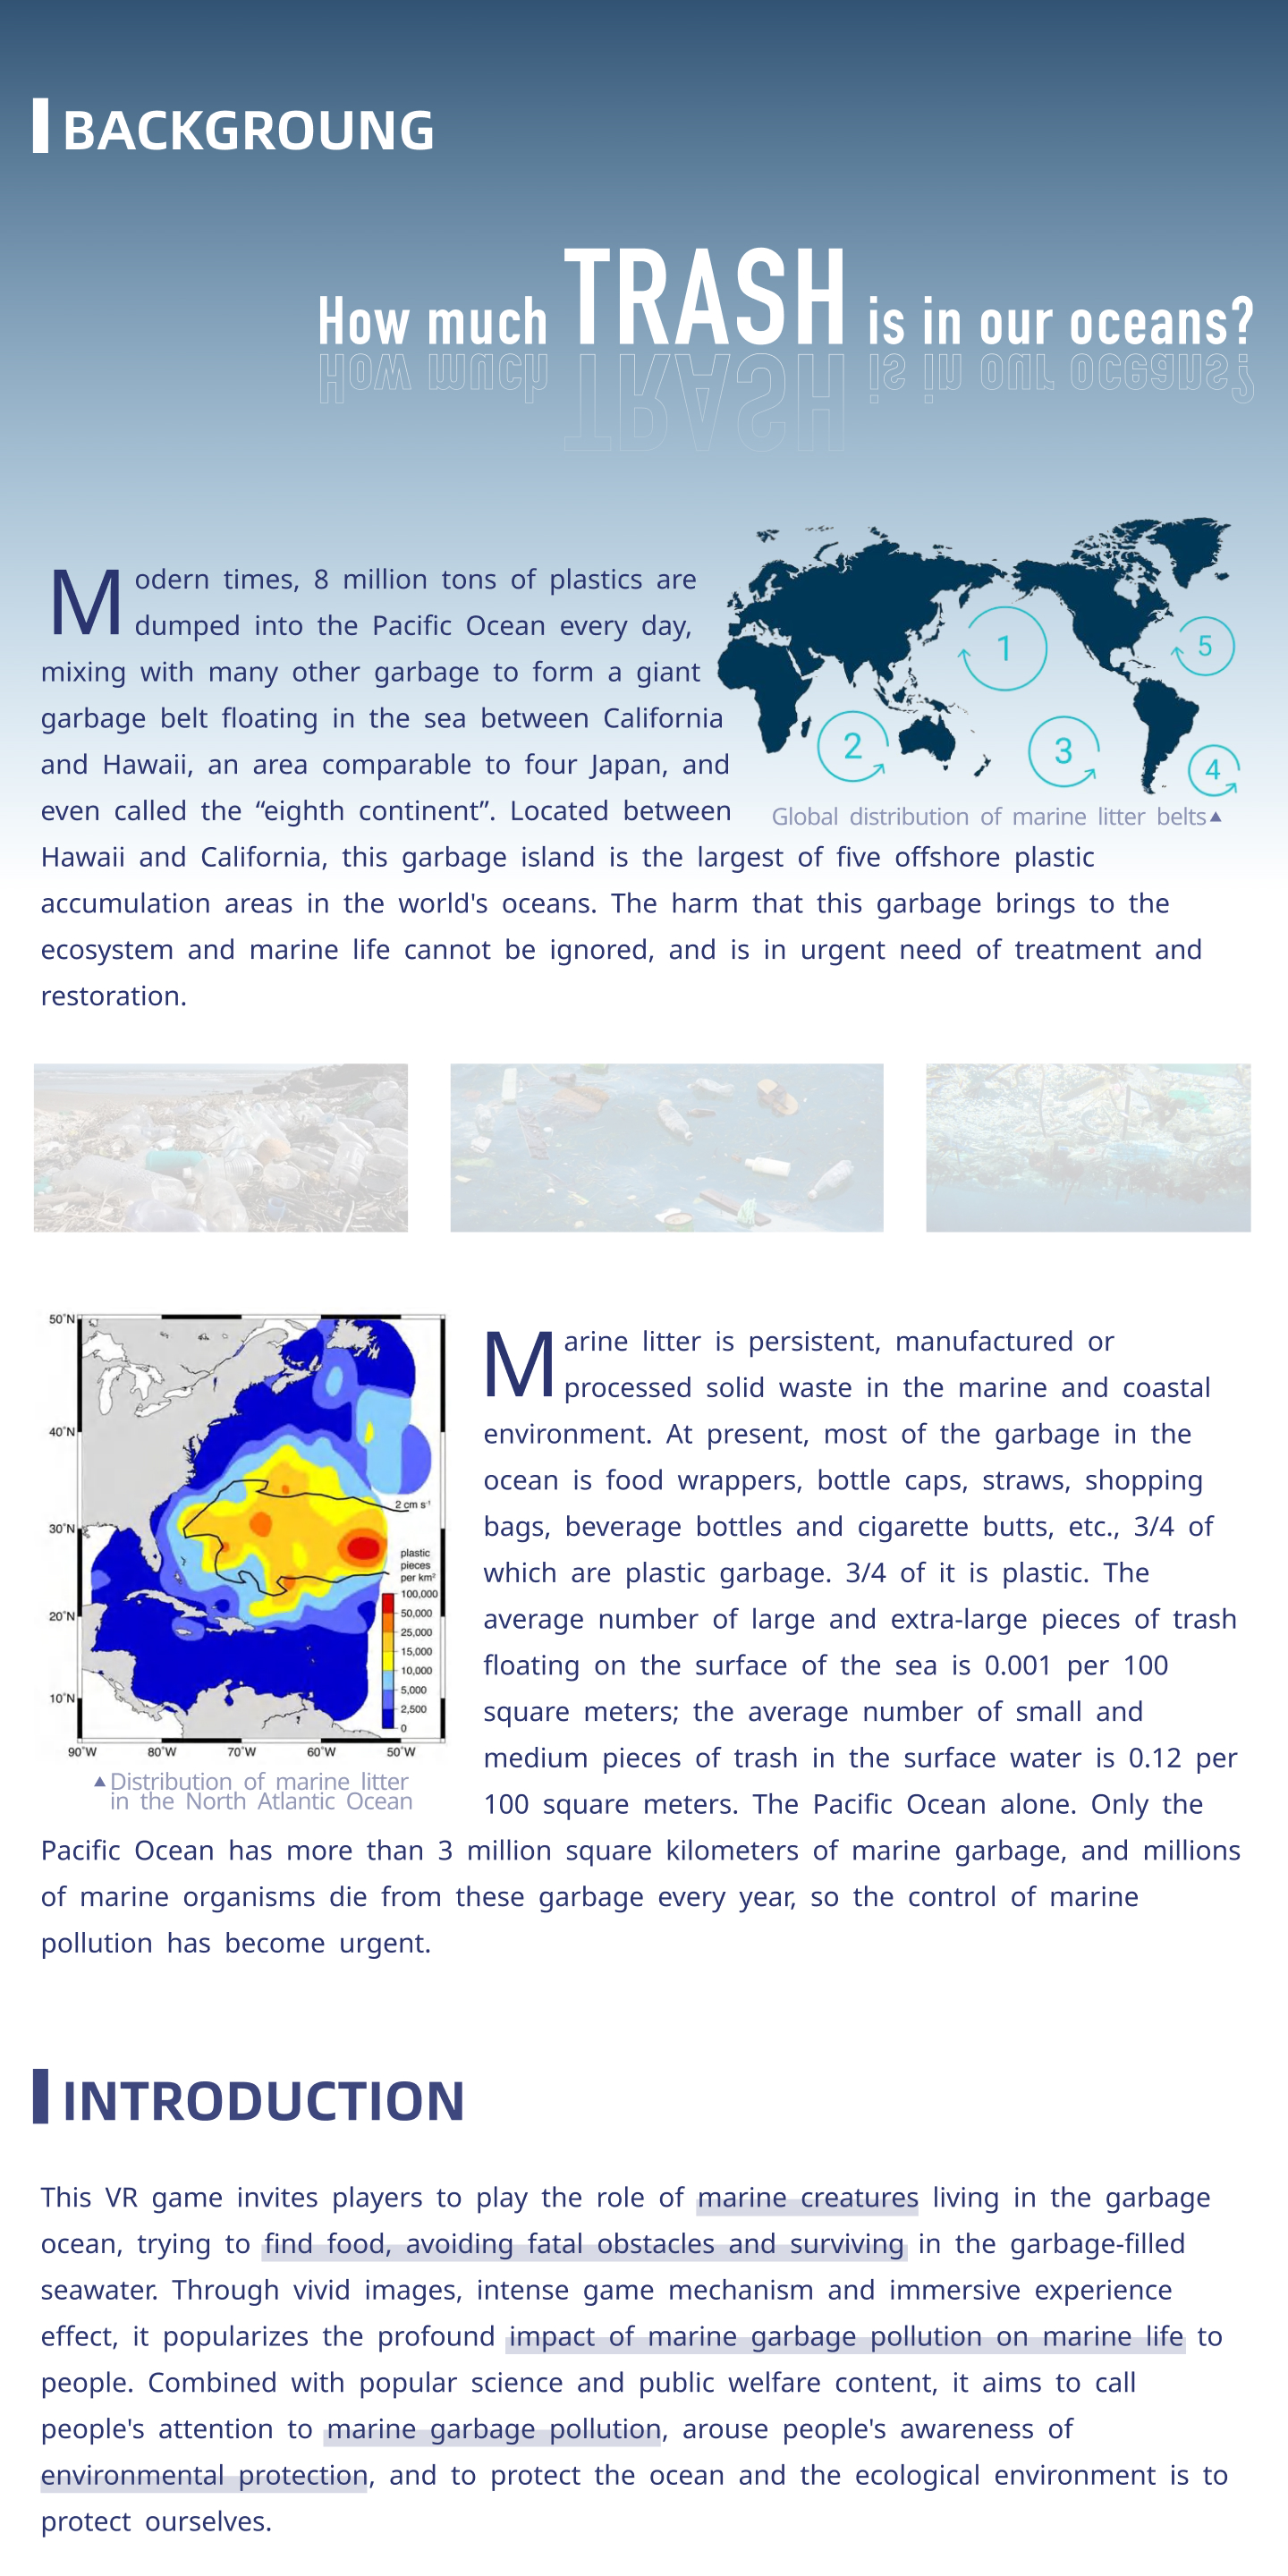 BACKGROUNG
How much TRASH is in our oceans?
How much TRASH is in our oceans?
Modern times, 8 million tons of plastics are
dumped into the Pacific Ocean every day,
mixing with many other garbage to form a giant
garbage belt floating in the sea between California
and Hawaii, an area comparable to four Japan, and
even called the “eighth continent”. Located between
Hawaii and California, this garbage island is the largest of five offshore plastic
accumulation areas in the world's oceans. The harm that this garbage brings to the
ecosystem and marine life cannot be ignored, and is in urgent need of treatment and
restoration.
1
5
2
3
4
Global distribution of marine litter belts▲
50°N
40°N
30°N
20°N
10°N
90°W 80°W 70°W 60°W 50°W
2 cm s⁻¹
plastic
pieces
per km²
100,000
50,000
25,000
15,000
10,000
5,000
2,500
0
▲Distribution of marine litter
in the North Atlantic Ocean
Marine litter is persistent, manufactured or
processed solid waste in the marine and coastal
environment. At present, most of the garbage in the
ocean is food wrappers, bottle caps, straws, shopping
bags, beverage bottles and cigarette butts, etc., 3/4 of
which are plastic garbage. 3/4 of it is plastic. The
average number of large and extra-large pieces of trash
floating on the surface of the sea is 0.001 per 100
square meters; the average number of small and
medium pieces of trash in the surface water is 0.12 per
100 square meters. The Pacific Ocean alone. Only the
Pacific Ocean has more than 3 million square kilometers of marine garbage, and millions
of marine organisms die from these garbage every year, so the control of marine
pollution has become urgent.
INTRODUCTION
This VR game invites players to play the role of marine creatures living in the garbage
ocean, trying to find food, avoiding fatal obstacles and surviving in the garbage-filled
seawater. Through vivid images, intense game mechanism and immersive experience
effect, it popularizes the profound impact of marine garbage pollution on marine life to
people. Combined with popular science and public welfare content, it aims to call
people's attention to marine garbage pollution, arouse people's awareness of
environmental protection, and to protect the ocean and the ecological environment is to
protect ourselves.